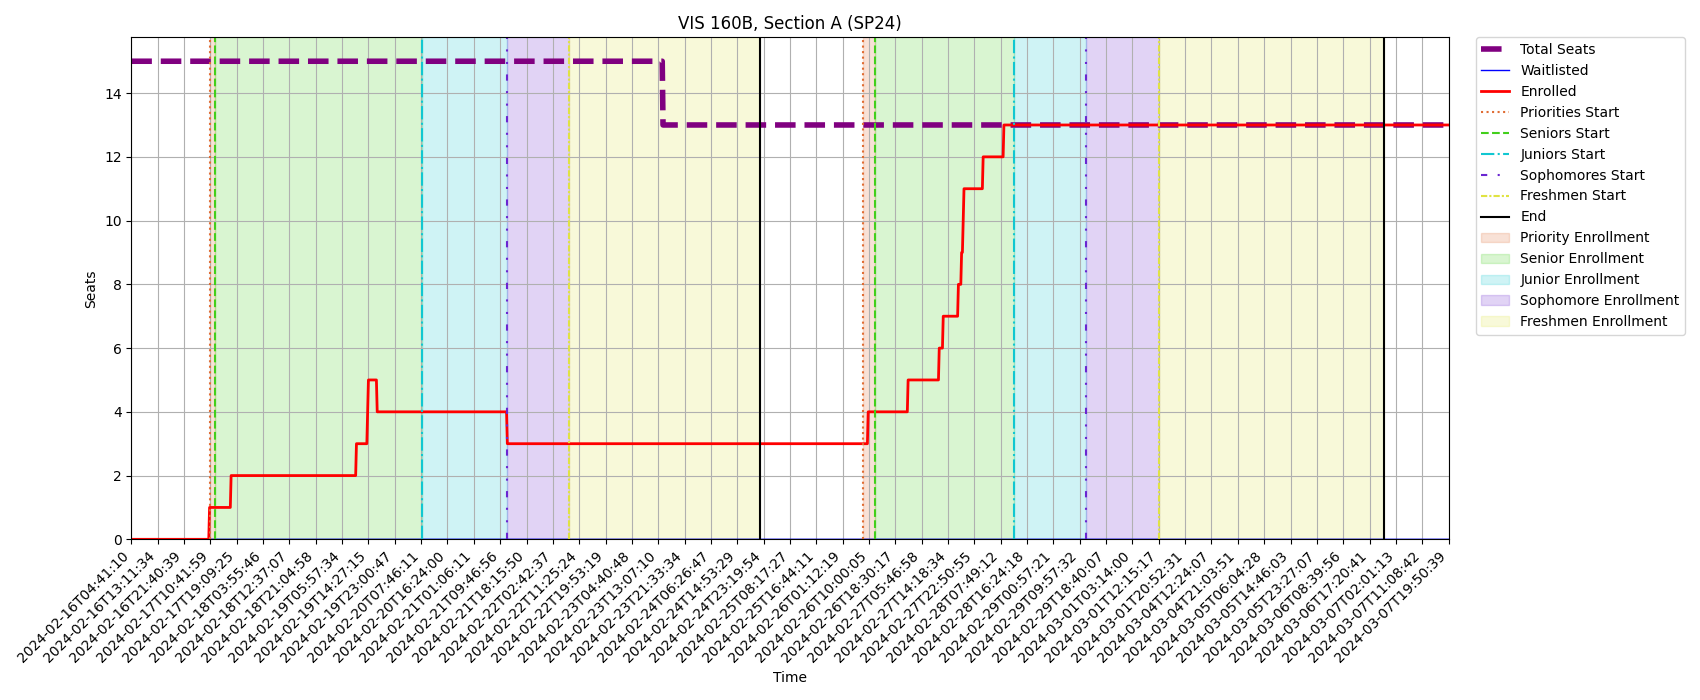 VIS 160B, Section A (SP24)
Total Seats
Waitlisted
Enrolled
Priorities Start
Seniors Start
Juniors Start
Sophomores Start
Freshmen Start
End
Priority Enrollment
Senior Enrollment
Junior Enrollment
Sophomore Enrollment
Freshmen Enrollment
Seats
14
12
10
8
6
4
2
0
2024-02-16T04:41:10
2024-02-16T13:11:34
2024-02-16T21:40:39
2024-02-17T10:41:59
2024-02-17T19:09:25
2024-02-18T03:55:46
2024-02-18T12:37:07
2024-02-18T21:04:58
2024-02-19T05:57:34
2024-02-19T14:27:15
2024-02-19T23:00:47
2024-02-20T07:46:11
2024-02-20T16:24:00
2024-02-21T01:06:11
2024-02-21T09:46:56
2024-02-21T18:15:50
2024-02-22T02:42:37
2024-02-22T11:25:24
2024-02-22T19:53:19
2024-02-23T04:40:48
2024-02-23T13:07:10
2024-02-23T21:33:34
2024-02-24T06:26:47
2024-02-24T14:53:29
2024-02-24T23:19:54
2024-02-25T08:17:27
2024-02-25T16:44:11
2024-02-26T01:12:19
2024-02-26T10:00:05
2024-02-26T18:30:17
2024-02-27T05:46:58
2024-02-27T14:18:34
2024-02-27T22:50:55
2024-02-28T07:49:12
2024-02-28T16:24:18
2024-02-29T00:57:21
2024-02-29T09:57:32
2024-02-29T18:40:07
2024-03-01T03:14:00
2024-03-01T12:15:17
2024-03-01T20:52:31
2024-03-04T12:24:07
2024-03-04T21:03:51
2024-03-05T06:04:28
2024-03-05T14:46:03
2024-03-05T23:27:07
2024-03-06T08:39:56
2024-03-06T17:20:41
2024-03-07T02:01:13
2024-03-07T11:08:42
2024-03-07T19:50:39
Time